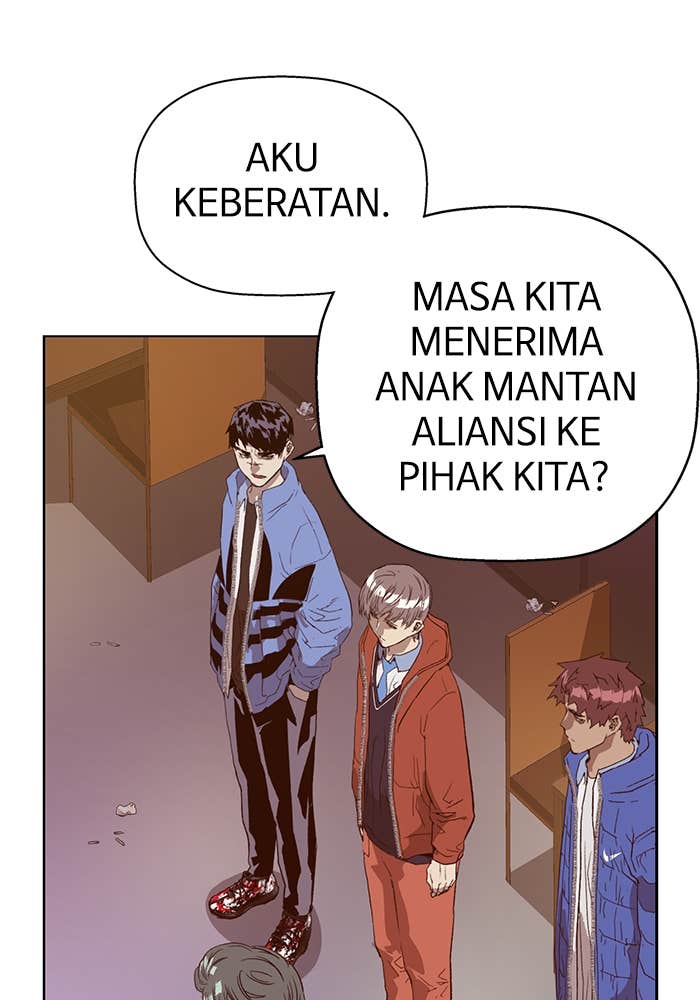 AKU
KEBERATAN.
MASA KITA
MENERIMA
ANAK MANTAN
ALIANSI KE
PIHAK KITA?